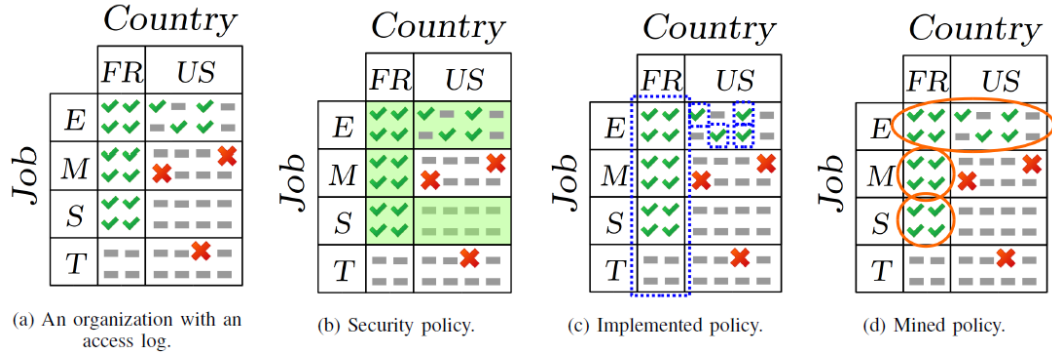 Country
FR US
Job
E
M
S
T
(a) An organization with an
access log.
Country
FR US
Job
E
M
S
T
(b) Security policy.
Country
FR US
Job
E
M
S
T
(c) Implemented policy.
Country
FR US
Job
E
M
S
T
(d) Mined policy.